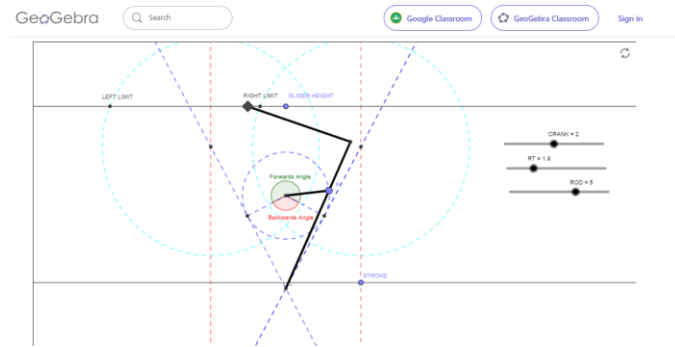 GeoGebra
Search
Google Classroom
GeoGebra Classroom
Sign in
LEFT LIMIT
RIGHT LIMIT
SLIDER HEIGHT
CRANK = 2
RT = 1.9
ROD = 5
Forwards Angle
Backwards Angle
STROKE